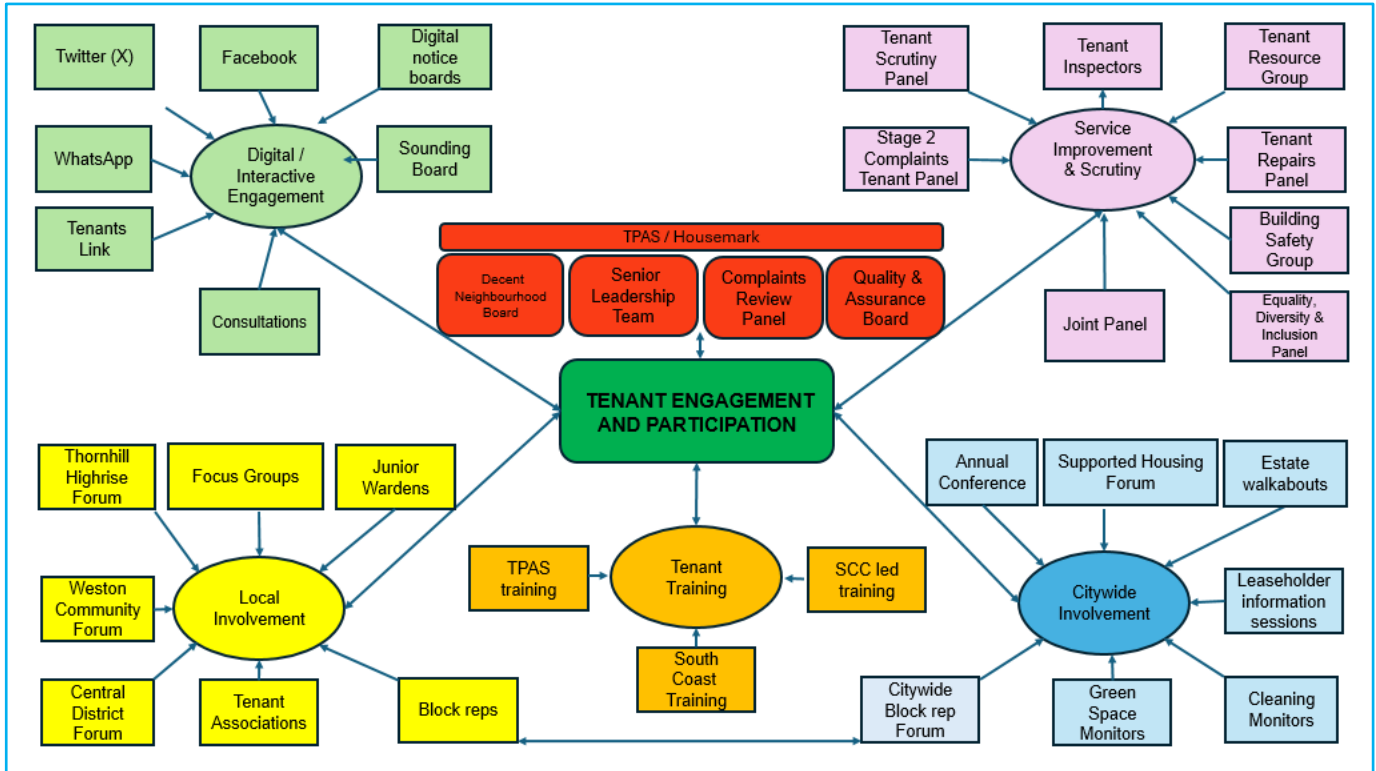 Twitter (X)
Facebook
Digital
notice
boards
WhatsApp
Digital /
Interactive
Engagement
Sounding
Board
Tenants
Link
Consultations
Tenant
Scrutiny
Panel
Tenant
Inspectors
Tenant
Resource
Group
Stage 2
Complaints
Tenant Panel
Service
Improvement
& Scrutiny
Tenant
Repairs
Panel
Building
Safety
Group
Joint Panel
Equality,
Diversity &
Inclusion
Panel
TPAS / Housemark
Decent
Neighbourhood
Board
Senior
Leadership
Team
Complaints
Review
Panel
Quality &
Assurance
Board
TENANT ENGAGEMENT
AND PARTICIPATION
Thornhill
Highrise
Forum
Focus Groups
Junior
Wardens
Weston
Community
Forum
Local
Involvement
Central
District
Forum
Tenant
Associations
Block reps
TPAS
training
Tenant
Training
SCC led
training
South
Coast
Training
Annual
Conference
Supported Housing
Forum
Estate
walkabouts
Citywide
Involvement
Leaseholder
information
sessions
Citywide
Block rep
Forum
Green
Space
Monitors
Cleaning
Monitors